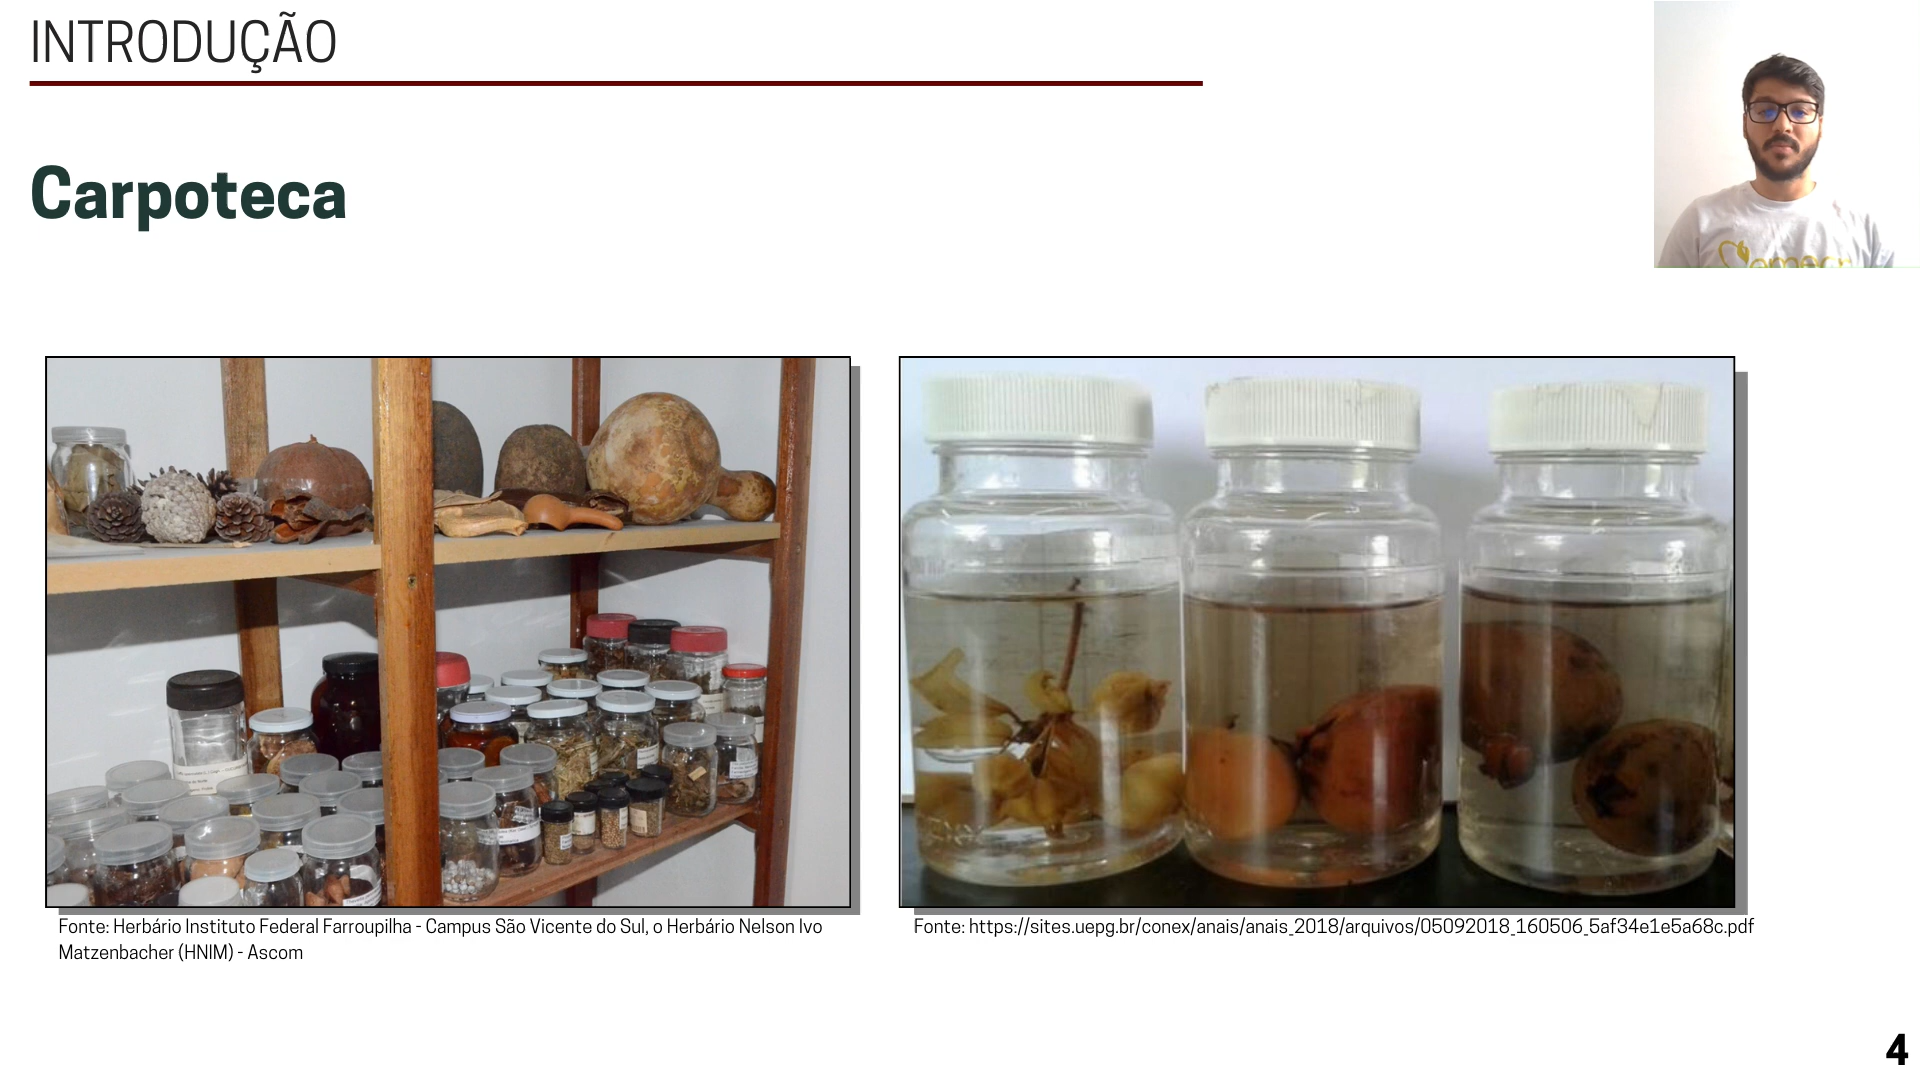 INTRODUÇÃO
Carpoteca
Fonte: Herbário Instituto Federal Farroupilha - Campus São Vicente do Sul, o Herbário Nelson Ivo
Matzenbacher (HNIM) - Ascom
Fonte: https://sites.uepg.br/conex/anais/anais_2018/arquivos/05092018_160506_5af34e1e5a68c.pdf
4